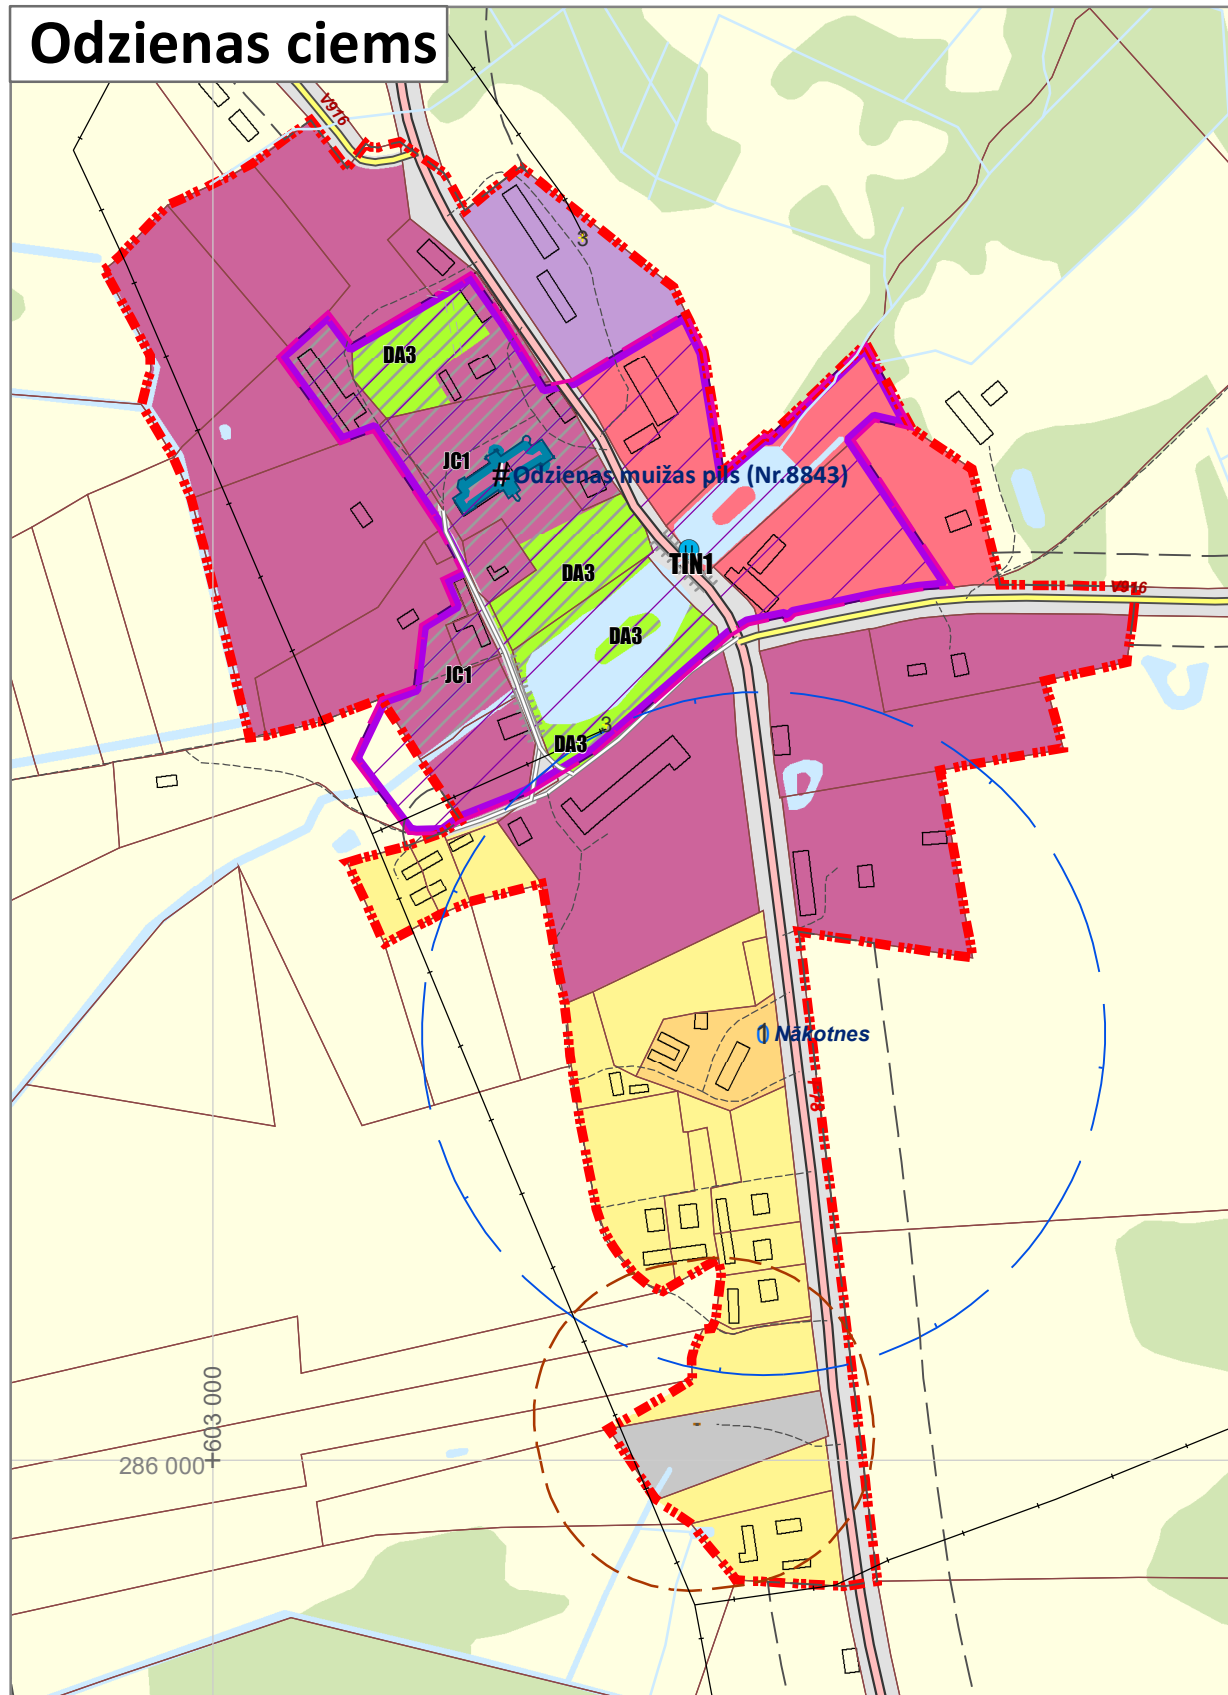 Odzienas ciems
V916
3
DA3
JC1
#Odzienas muižas pils (Nr.8843)
TIN1
DA3
V916
DA3
JC1
3
DA3
Nākotnes
P78
603 000
286 000